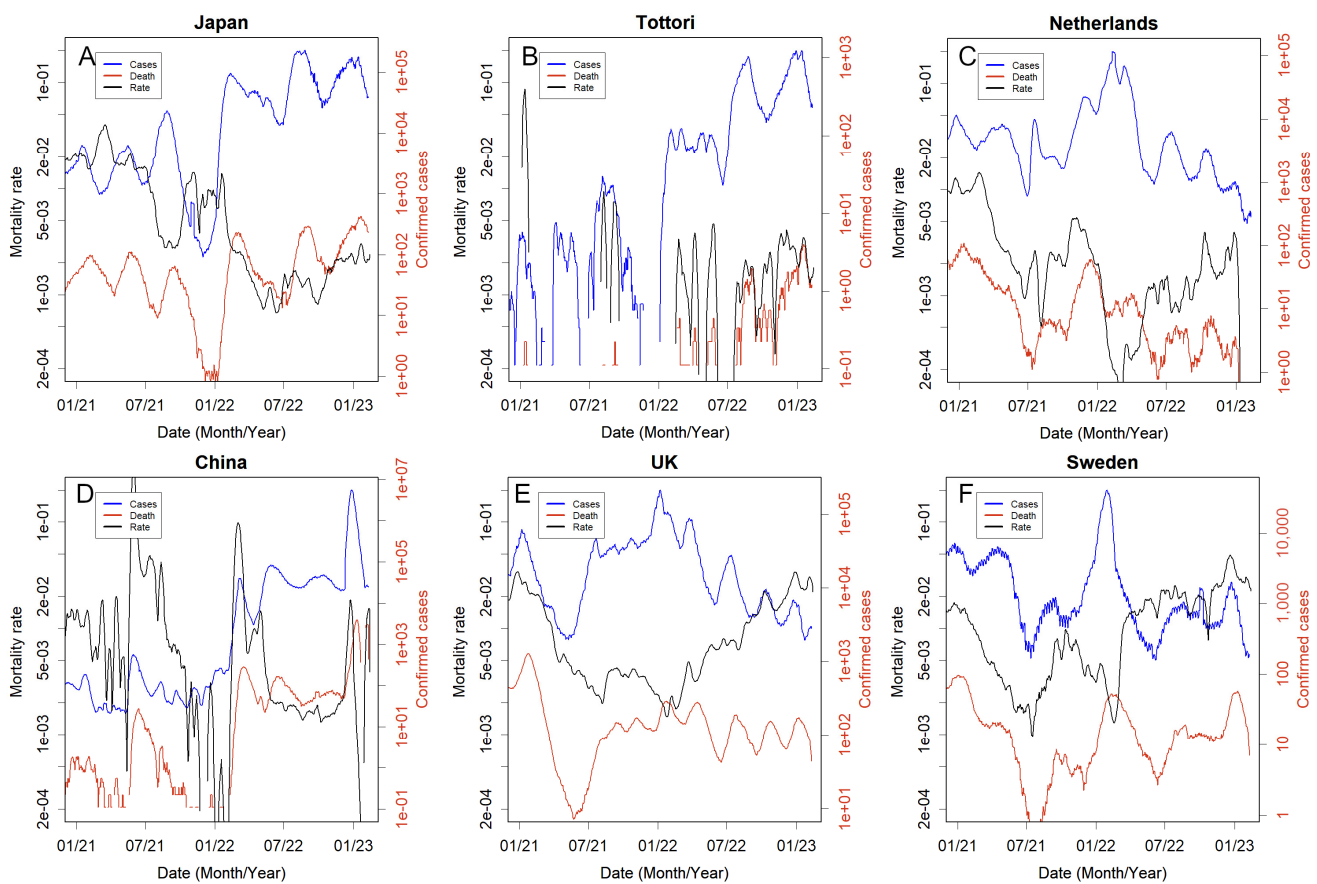 Japan
A
Cases
Death
Rate
Mortality rate
1e-01
2e-02
5e-03
1e-03
2e-04
Confirmed cases
1e+05
1e+04
1e+03
1e+02
1e+01
1e+00
01/21 07/21 01/22 07/22 01/23
Date (Month/Year)
Tottori
B
Cases
Death
Rate
Mortality rate
1e-01
2e-02
5e-03
1e-03
2e-04
Confirmed cases
1e+03
1e+02
1e+01
1e+00
1e-01
01/21 07/21 01/22 07/22 01/23
Date (Month/Year)
Netherlands
C
Cases
Death
Rate
Mortality rate
1e-01
2e-02
5e-03
1e-03
2e-04
Confirmed cases
1e+05
1e+04
1e+03
1e+02
1e+01
1e+00
01/21 07/21 01/22 07/22 01/23
Date (Month/Year)
China
D
Cases
Death
Rate
Mortality rate
1e-01
2e-02
5e-03
1e-03
2e-04
Confirmed cases
1e+07
1e+05
1e+03
1e+01
1e-01
01/21 07/21 01/22 07/22 01/23
Date (Month/Year)
UK
E
Cases
Death
Rate
Mortality rate
1e-01
2e-02
5e-03
1e-03
2e-04
Confirmed cases
1e+05
1e+04
1e+03
1e+02
1e+01
01/21 07/21 01/22 07/22 01/23
Date (Month/Year)
Sweden
F
Cases
Death
Rate
Mortality rate
1e-01
2e-02
5e-03
1e-03
2e-04
Confirmed cases
10,000
1,000
100
10
1
01/21 07/21 01/22 07/22 01/23
Date (Month/Year)